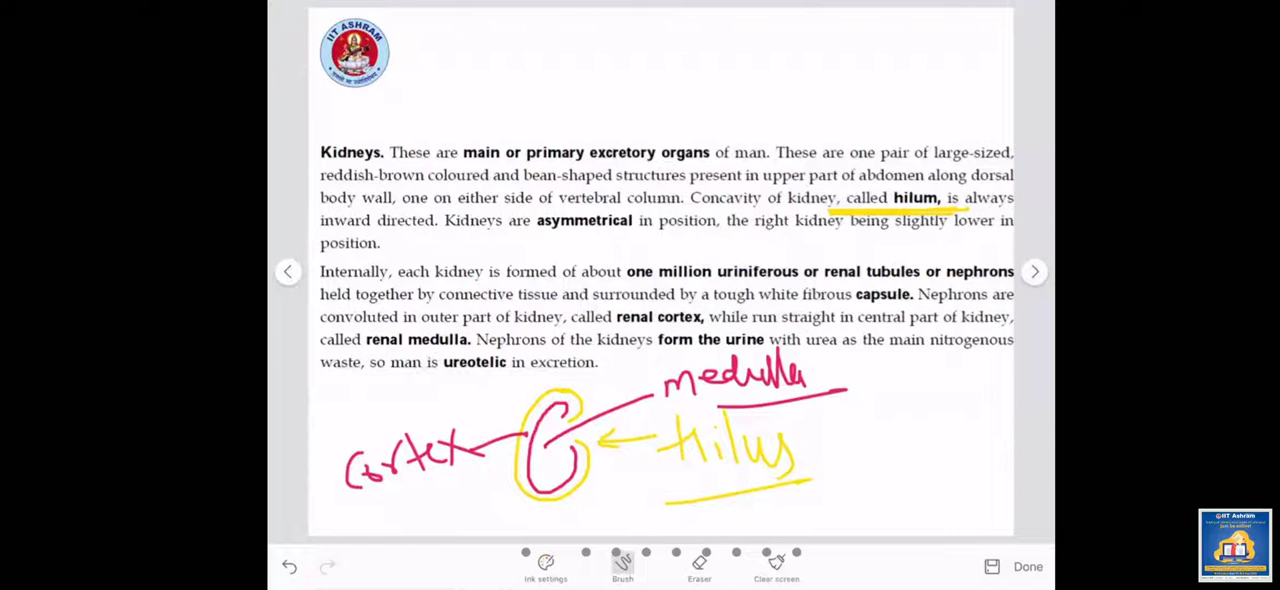 IIT ASHRAM
Kidneys. These are main or primary excretory organs of man. These are one pair of large-sized,
reddish-brown coloured and bean-shaped structures present in upper part of abdomen along dorsal
body wall, one on either side of vertebral column. Concavity of kidney, called hilum, is always
inward directed. Kidneys are asymmetrical in position, the right kidney being slightly lower in
position.
Internally, each kidney is formed of about one million uriniferous or renal tubules or nephrons
held together by connective tissue and surrounded by a tough white fibrous capsule. Nephrons are
convoluted in outer part of kidney, called renal cortex, while run straight in central part of kidney,
called renal medulla. Nephrons of the kidneys form the urine with urea as the main nitrogenous
waste, so man is ureotelic in excretion.
medulla
Cortex
Hilus
Ink settings
Brush
Eraser
Clear screen
Done
IIT Ashram